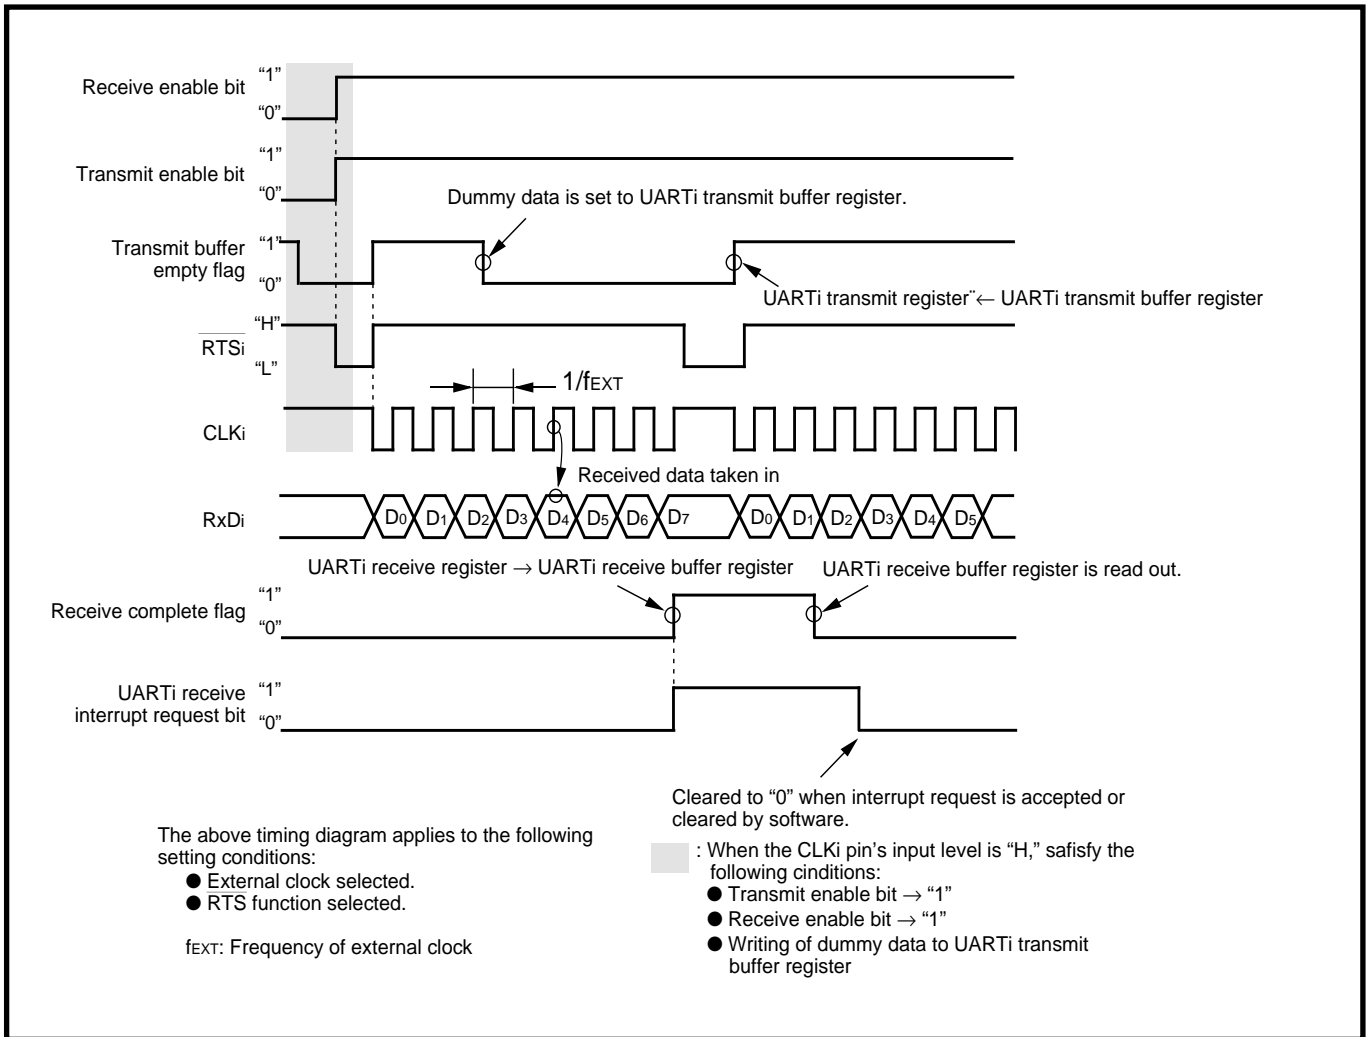 Receive enable bit
“1”
“0”
Transmit enable bit
“1”
“0”
Dummy data is set to UARTi transmit buffer register.
Transmit buffer
empty flag
“1”
“0”
UARTi transmit register¨← UARTi transmit buffer register
RTSi
“H”
“L”
1/fEXT
CLKi
Received data taken in
RxDi
D0 D1 D2 D3 D4 D5 D6 D7 D0 D1 D2 D3 D4 D5
UARTi receive register → UARTi receive buffer register
UARTi receive buffer register is read out.
Receive complete flag
“1”
“0”
UARTi receive
interrupt request bit
“1”
“0”
Cleared to “0” when interrupt request is accepted or
cleared by software.
The above timing diagram applies to the following
setting conditions:
● External clock selected.
● RTS function selected.
fEXT: Frequency of external clock
: When the CLKi pin’s input level is “H,” safisfy the
following cinditions:
● Transmit enable bit → “1”
● Receive enable bit → “1”
● Writing of dummy data to UARTi transmit
buffer register